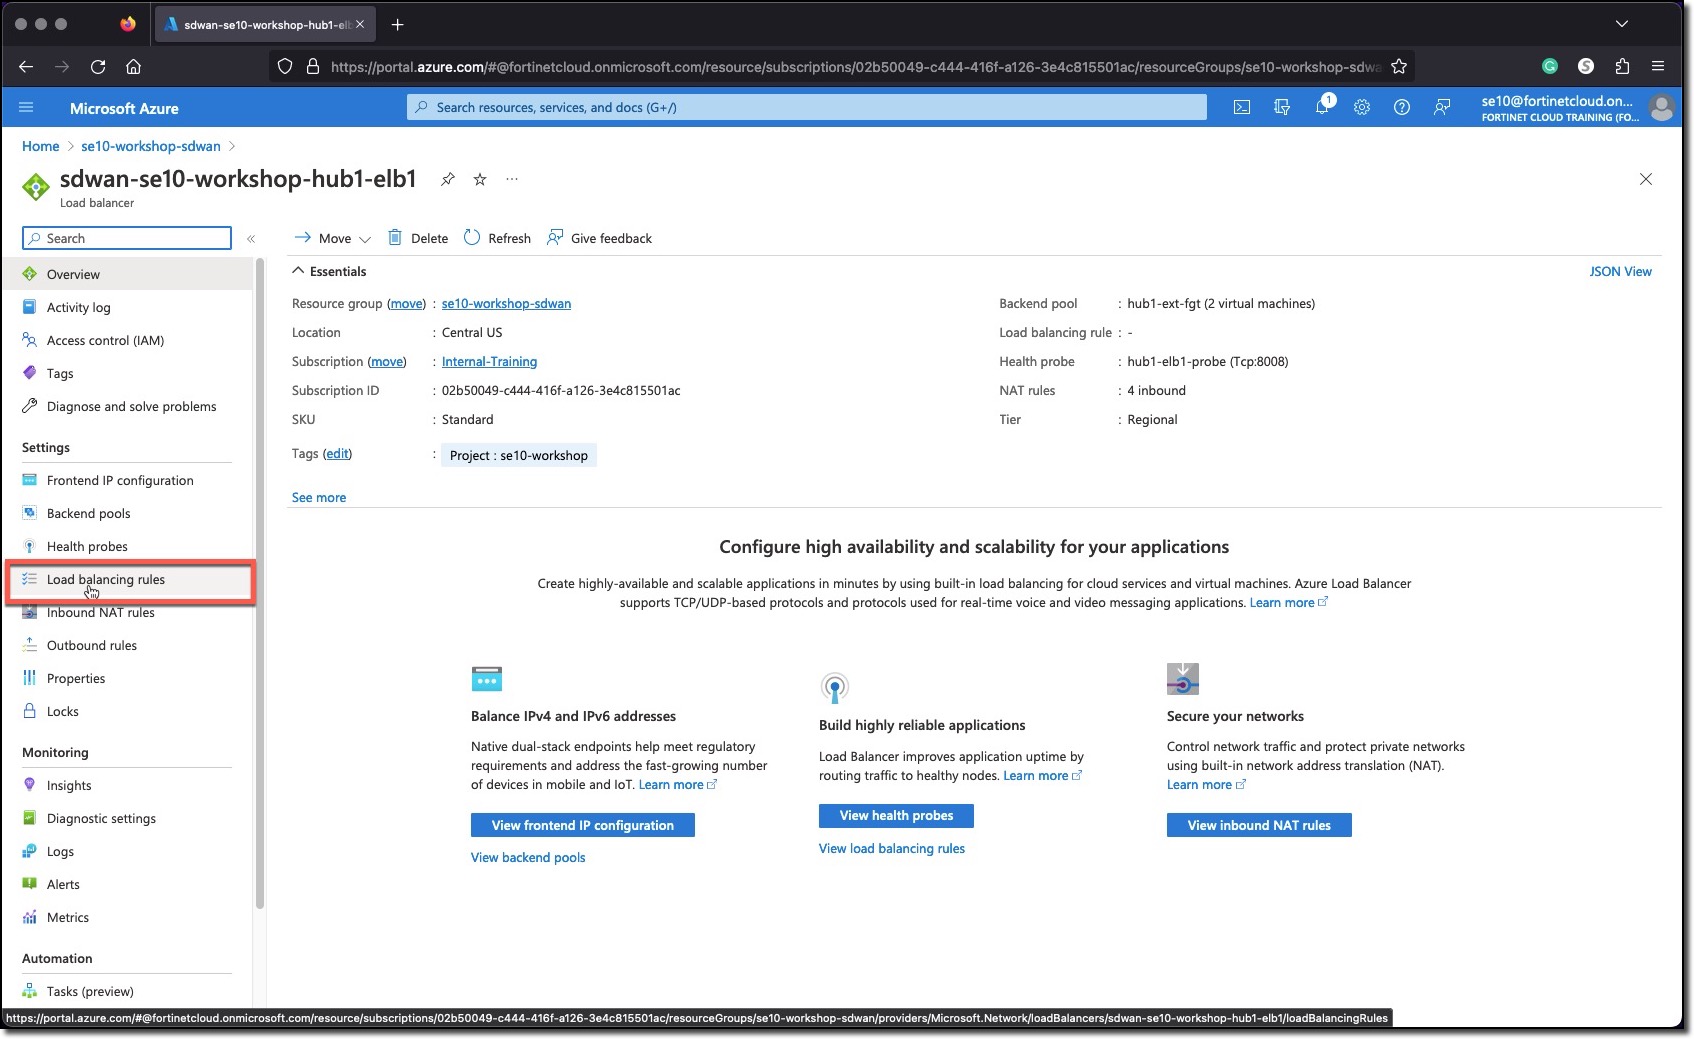 sdwan-se10-workshop-hub1-elb
https://portal.azure.com/#@fortinetcloud.onmicrosoft.com/resource/subscriptions/02b50049-c444-416f-a126-3e4c815501ac/resourceGroups/se10-workshop-sdwa
Microsoft Azure
Search resources, services, and docs (G+/)
1
se10@fortinetcloud.on...
FORTINET CLOUD TRAINING (FO...
Home > se10-workshop-sdwan >
sdwan-se10-workshop-hub1-elb1
Load balancer
Search
Overview
Activity log
Access control (IAM)
Tags
Diagnose and solve problems
Settings
Frontend IP configuration
Backend pools
Health probes
Load balancing rules
Inbound NAT rules
Outbound rules
Properties
Locks
Monitoring
Insights
Diagnostic settings
Logs
Alerts
Metrics
Automation
Tasks (preview)
Move Delete Refresh Give feedback
Essentials JSON View
Resource group (move) : se10-workshop-sdwan
Location : Central US
Subscription (move) : Internal-Training
Subscription ID : 02b50049-c444-416f-a126-3e4c815501ac
SKU : Standard
Tags (edit) : Project : se10-workshop
See more
Backend pool : hub1-ext-fgt (2 virtual machines)
Load balancing rule : -
Health probe : hub1-elb1-probe (Tcp:8008)
NAT rules : 4 inbound
Tier : Regional
Configure high availability and scalability for your applications
Create highly-available and scalable applications in minutes by using built-in load balancing for cloud services and virtual machines. Azure Load Balancer
supports TCP/UDP-based protocols and protocols used for real-time voice and video messaging applications. Learn more
Balance IPv4 and IPv6 addresses
Native dual-stack endpoints help meet regulatory
requirements and address the fast-growing number
of devices in mobile and IoT. Learn more
View frontend IP configuration
View backend pools
Build highly reliable applications
Load Balancer improves application uptime by
routing traffic to healthy nodes. Learn more
View health probes
View load balancing rules
Secure your networks
Control network traffic and protect private networks
using built-in network address translation (NAT).
Learn more
View inbound NAT rules
https://portal.azure.com/#@fortinetcloud.onmicrosoft.com/resource/subscriptions/02b50049-c444-416f-a126-3e4c815501ac/resourceGroups/se10-workshop-sdwan/providers/Microsoft.Network/loadBalancers/sdwan-se10-workshop-hub1-elb1/loadBalancingRules